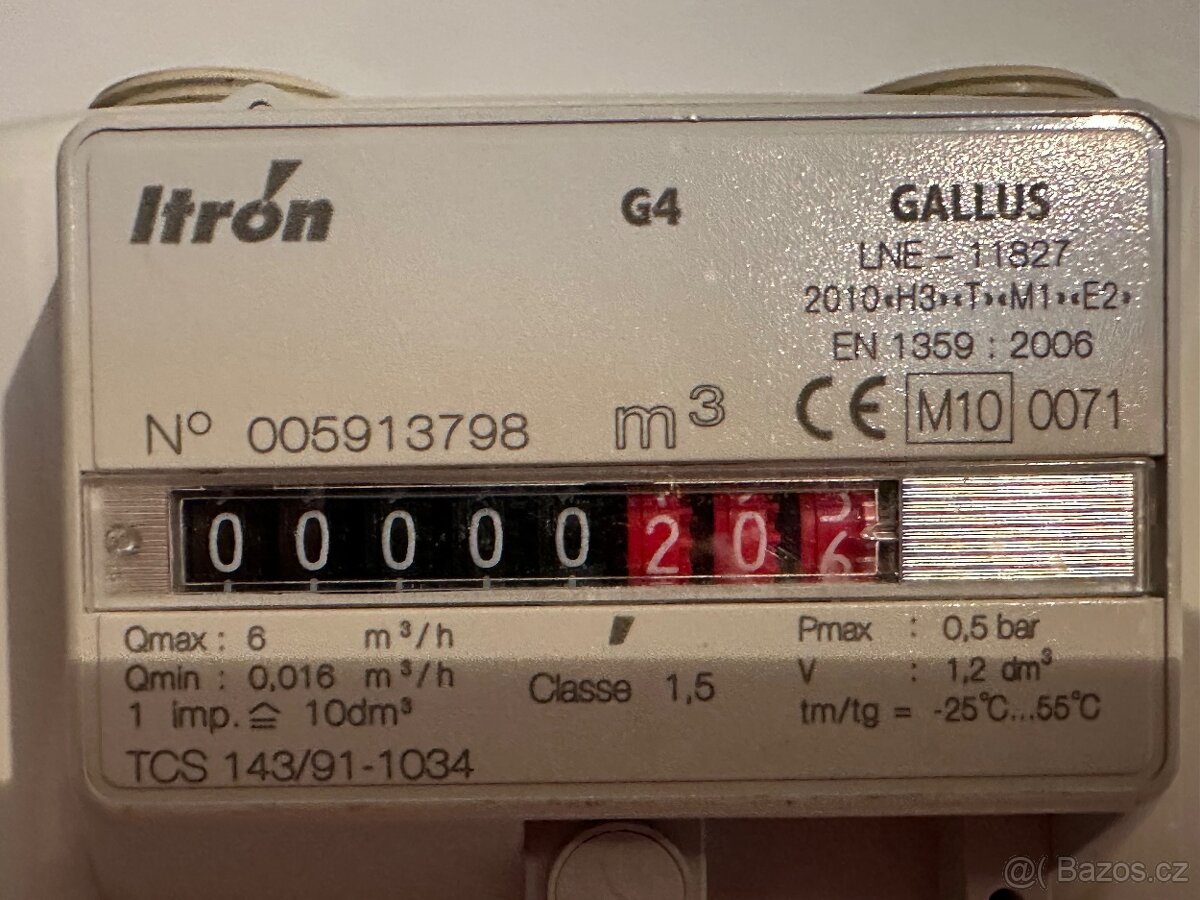 Itron G4 GALLUS
LNE - 11827
2010 «H3» «T» «M1» «E2»
EN 1359 : 2006
Nº 005913798 m³ CE M10 0071
0 0 0 0 0 2 0
Qmax : 6 m³/h
Qmin : 0,016 m³/h
1 imp. ≙ 10dm³
TCS 143/91-1034
Classe 1,5
Pmax : 0,5 bar
V : 1,2 dm³
tm/tg = -25°C...55°C
@( Bazos.cz